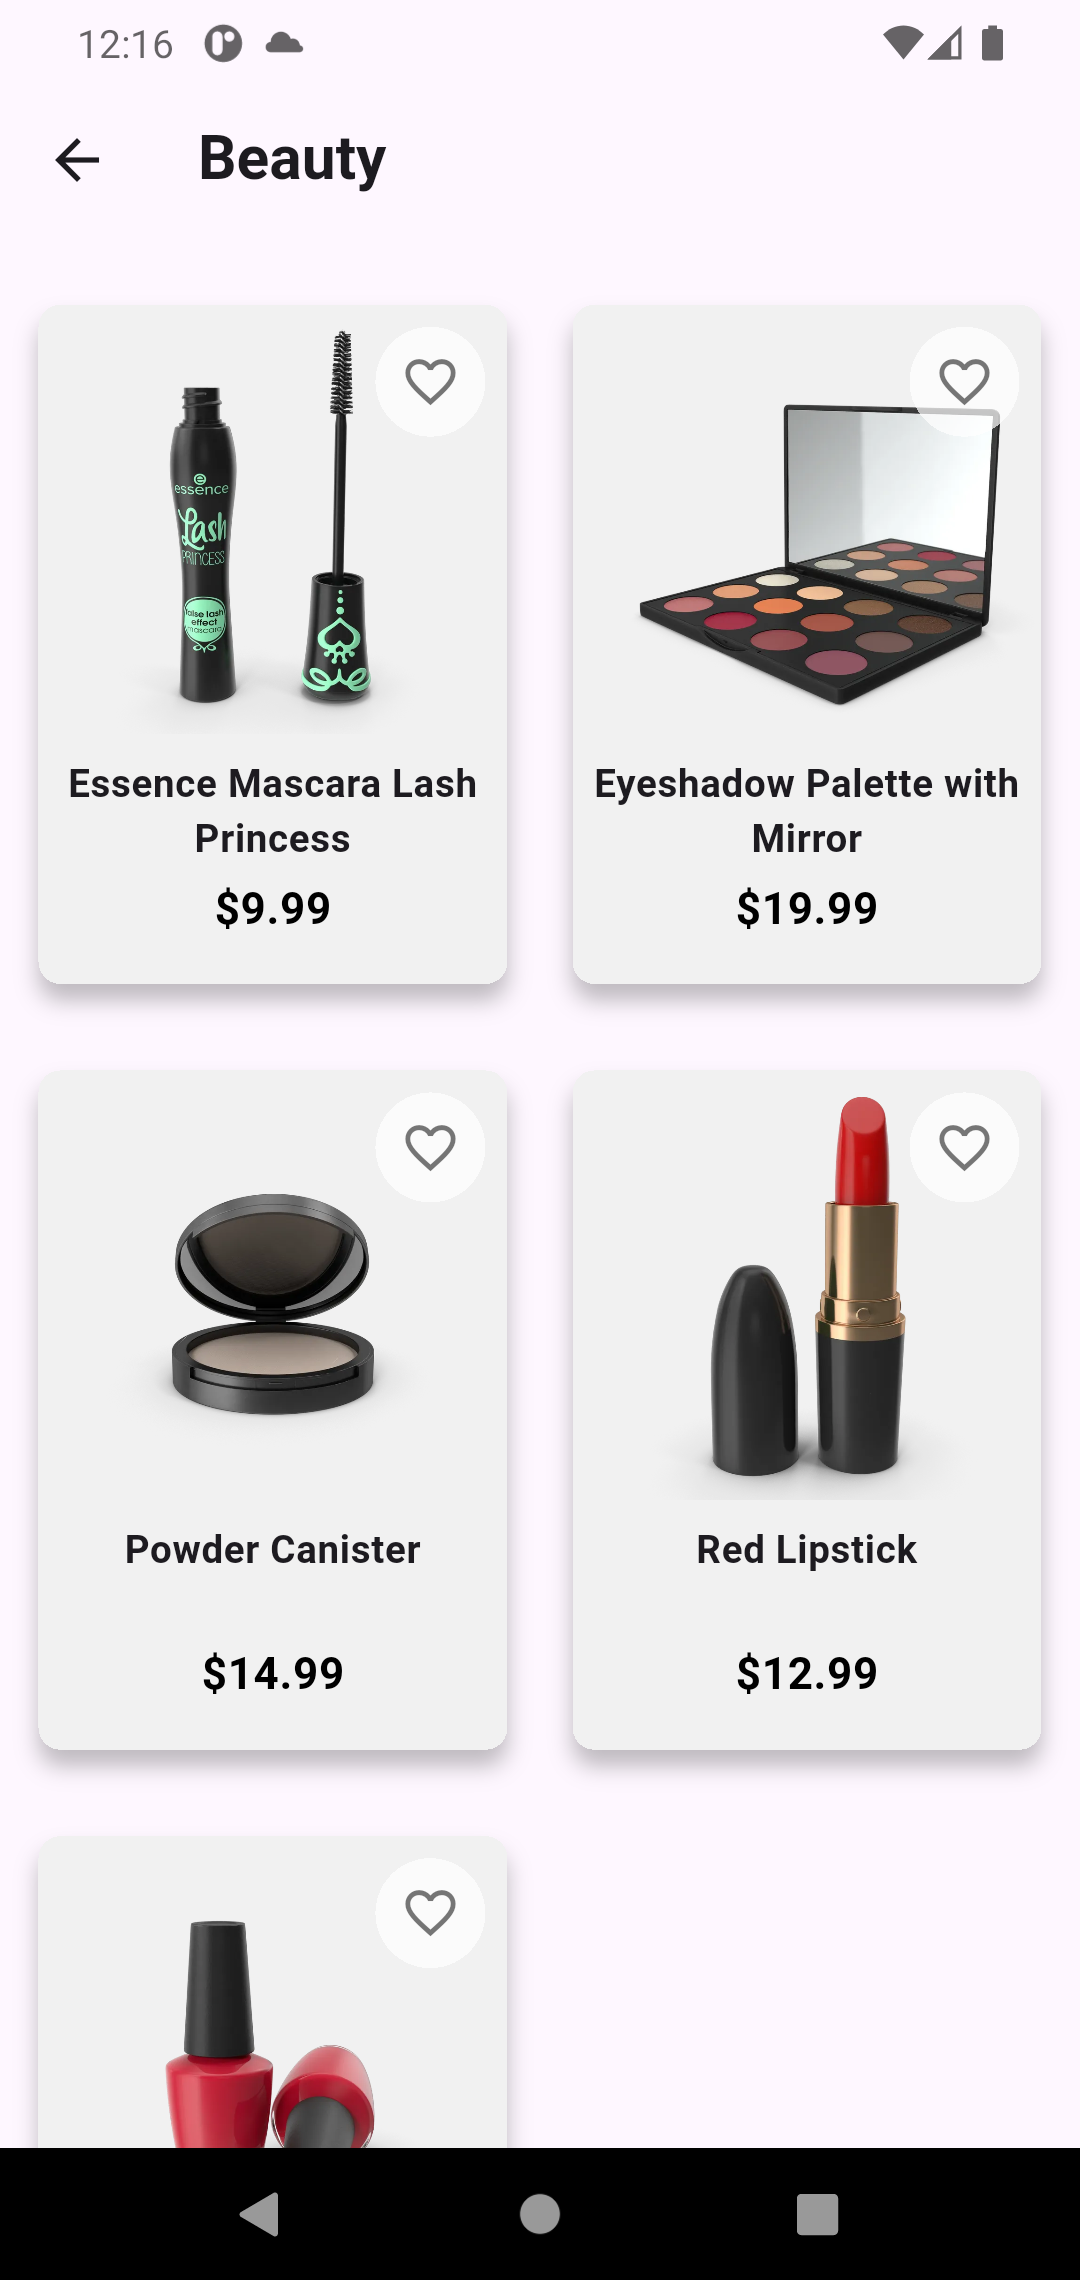 12:16
Beauty
essence
Lash
PRINCESS
false lash
effect
mascara
Essence Mascara Lash
Princess
$9.99
Eyeshadow Palette with
Mirror
$19.99
Powder Canister
$14.99
Red Lipstick
$12.99